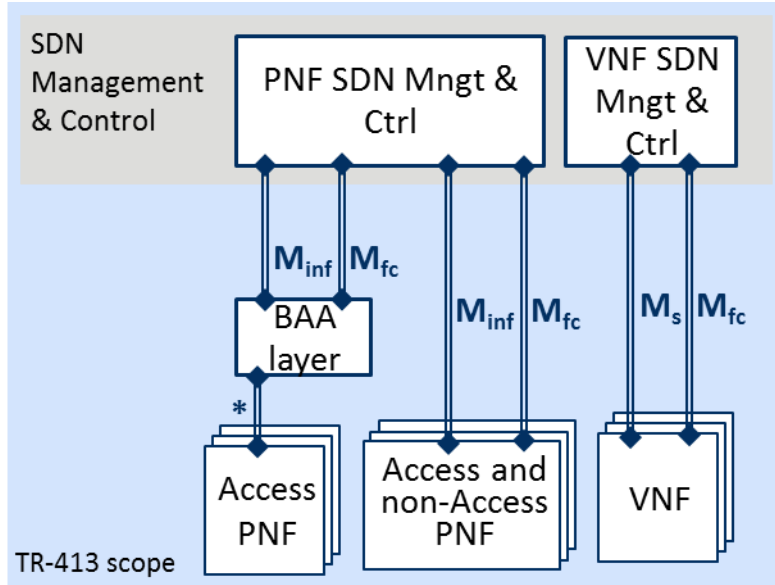 SDN
Management
& Control
PNF SDN Mngt &
Ctrl
VNF SDN
Mngt &
Ctrl
Minf
Mfc
Minf
Mfc
Ms
Mfc
BAA
layer
*
Access
PNF
Access and
non-Access
PNF
VNF
TR-413 scope